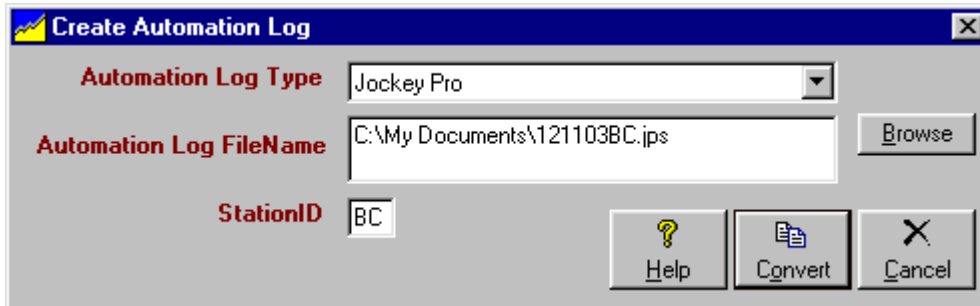 Create Automation Log
Automation Log Type
Jockey Pro
Automation Log FileName
C:\My Documents\121103BC.jps
Browse
StationID
BC
Help
Convert
Cancel